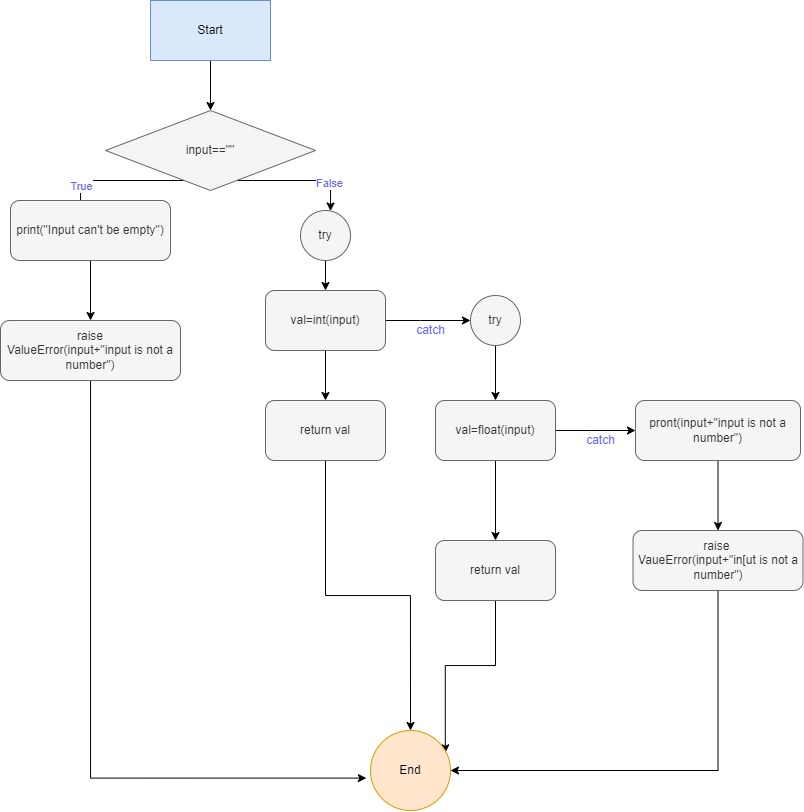 Start
input==""
True
False
print("Input can't be empty")
try
val=int(input)
catch
try
raise
ValueError(input+"input is not a
number")
return val
val=float(input)
catch
pront(input+"input is not a
number")
return val
raise
VaueError(input+"in[ut is not a
number")
End